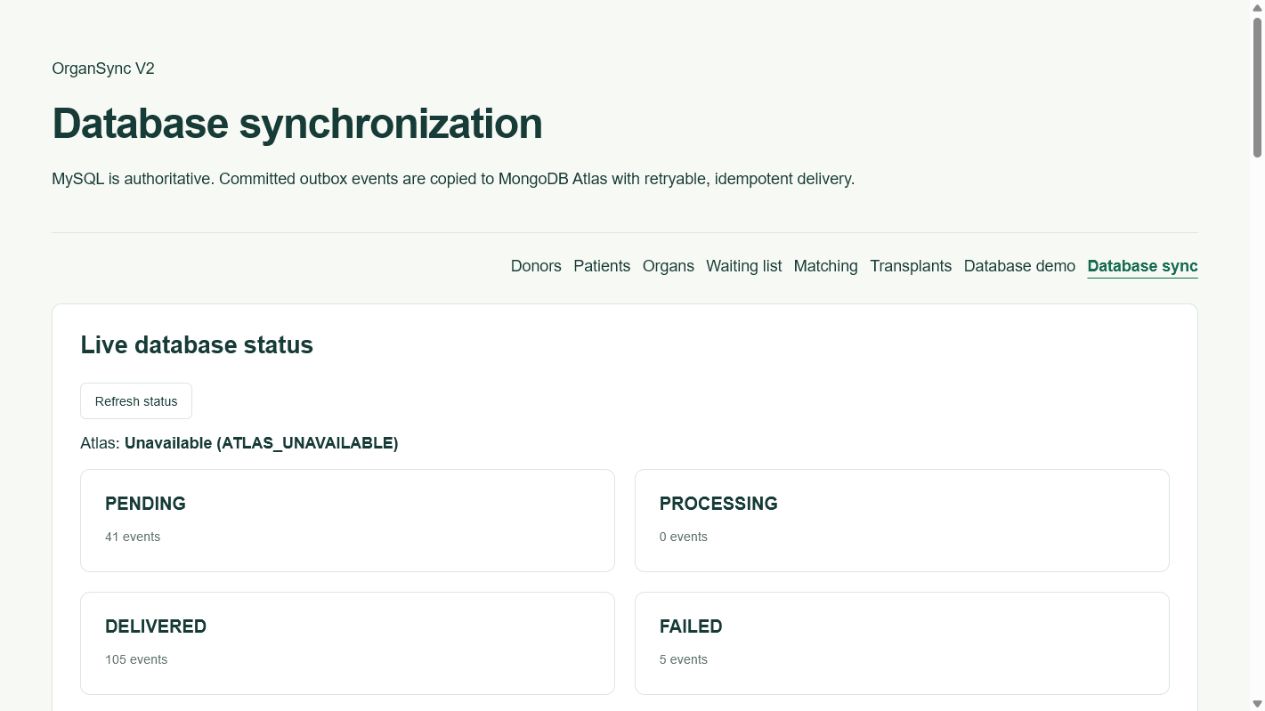 OrganSync V2
Database synchronization
MySQL is authoritative. Committed outbox events are copied to MongoDB Atlas with retryable, idempotent delivery.
Donors Patients Organs Waiting list Matching Transplants Database demo Database sync
Live database status
Refresh status
Atlas: Unavailable (ATLAS_UNAVAILABLE)
PENDING
41 events
PROCESSING
0 events
DELIVERED
105 events
FAILED
5 events